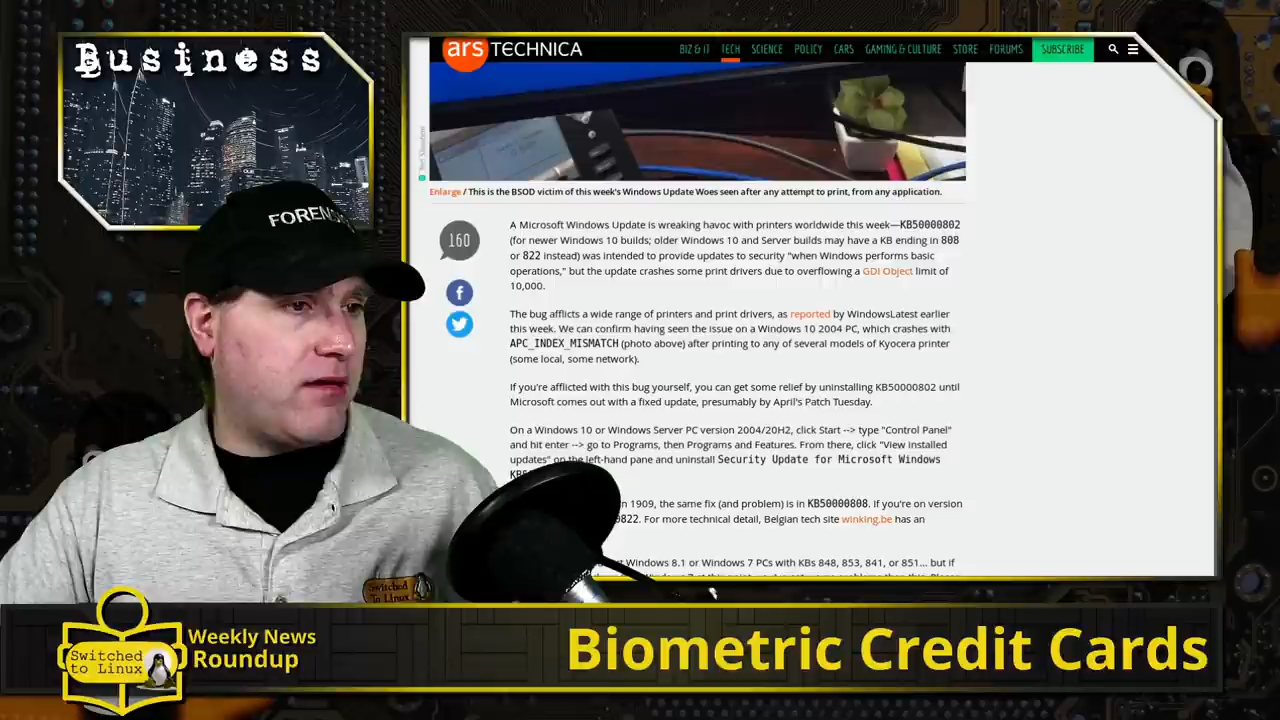 Business
ars TECHNICA
BIZ & IT TECH SCIENCE POLICY CARS GAMING & CULTURE STORE FORUMS SUBSCRIBE
Enlarge / This is the BSOD victim of this week's Windows Update Woes seen after any attempt to print, from any application.
160
A Microsoft Windows Update is wreaking havoc with printers worldwide this week—KB50000802
(for newer Windows 10 builds; older Windows 10 and Server builds may have a KB ending in 808
or 822 instead) was intended to provide updates to security "when Windows performs basic
operations," but the update crashes some print drivers due to overflowing a GDI Object limit of
10,000.
The bug afflicts a wide range of printers and print drivers, as reported by WindowsLatest earlier
this week. We can confirm having seen the issue on a Windows 10 2004 PC, which crashes with
APC_INDEX_MISMATCH (photo above) after printing to any of several models of Kyocera printer
(some local, some network).
If you're afflicted with this bug yourself, you can get some relief by uninstalling KB50000802 until
Microsoft comes out with a fixed update, presumably by April's Patch Tuesday.
On a Windows 10 or Windows Server PC version 2004/20H2, click Start --> type "Control Panel"
and hit enter --> go to Programs, then Programs and Features. From there, click "View installed
updates" on the left-hand pane and uninstall Security Update for Microsoft Windows
n 1909, the same fix (and problem) is in KB50000808. If you're on version
0822. For more technical detail, Belgian tech site winking.be has an
Windows 8.1 or Windows 7 PCs with KBs 848, 853, 841, or 851... but if
FOREN
Switched
To Linux
Switched
to Linux
Weekly News
Roundup
Biometric Credit Cards